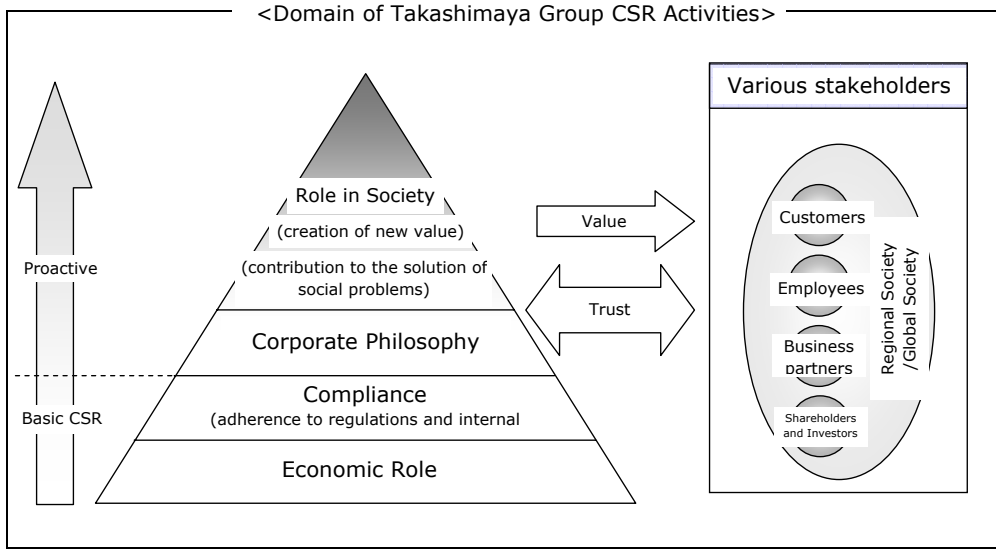 <Domain of Takashimaya Group CSR Activities>
Proactive
Basic CSR
Role in Society
(creation of new value)
(contribution to the solution of
social problems)
Corporate Philosophy
Compliance
(adherence to regulations and internal
Economic Role
Value
Trust
Various stakeholders
Customers
Employees
Business
partners
Shareholders
and Investors
Regional Society
/Global Society